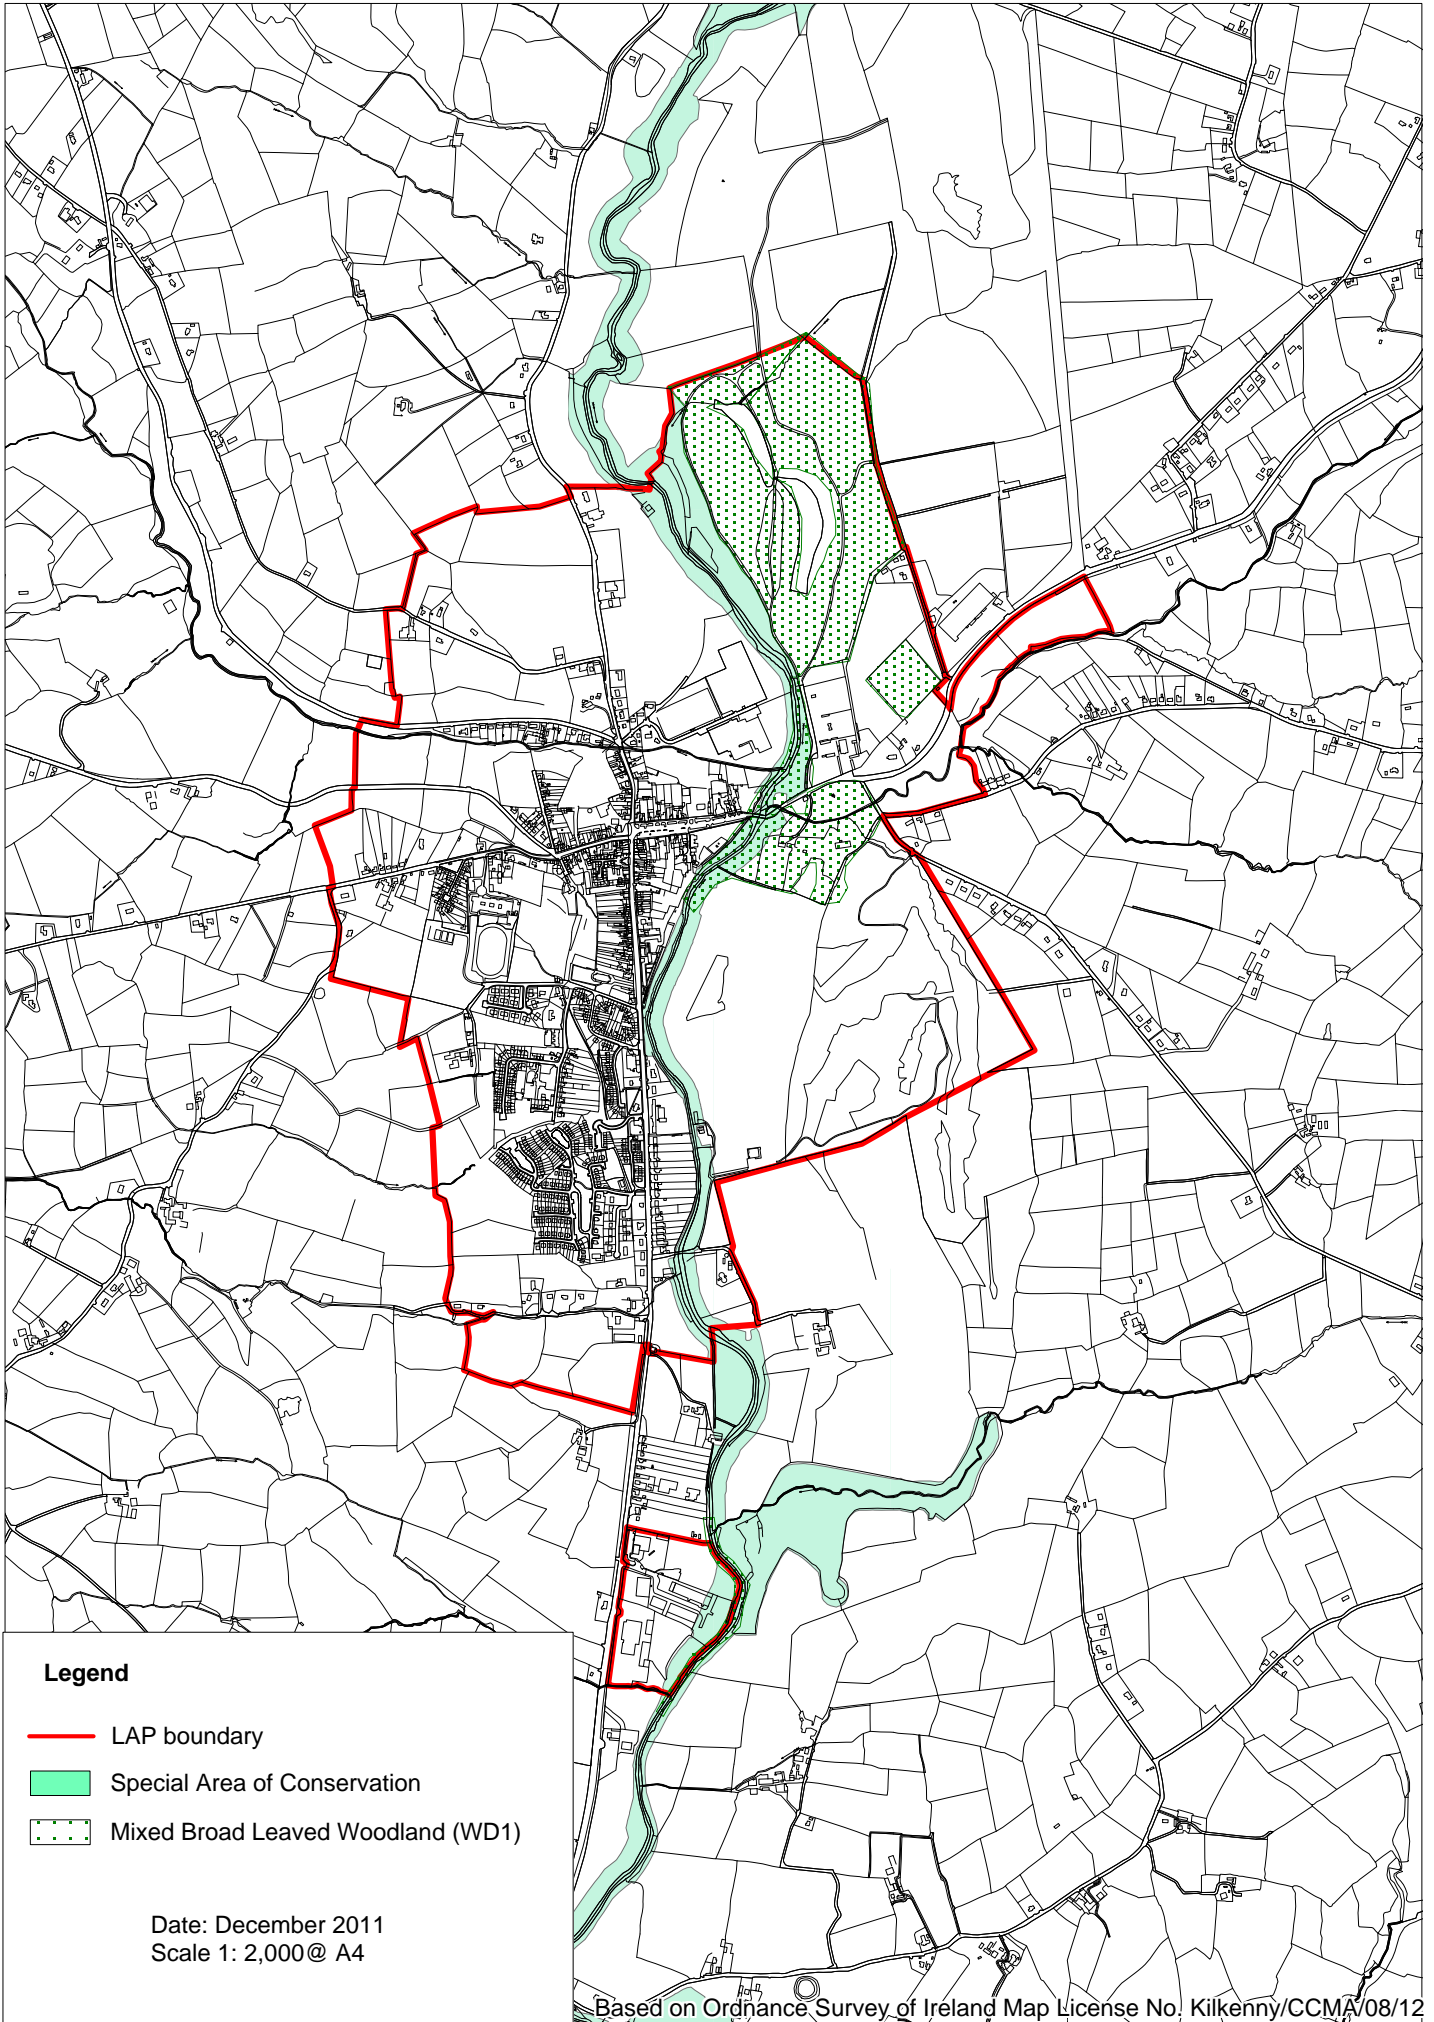 Legend
LAP boundary
Special Area of Conservation
Mixed Broad Leaved Woodland (WD1)
Date: December 2011
Scale 1: 2,000@ A4
Based on Ordnance Survey of Ireland Map License No. Kilkenny/CCMA/08/12